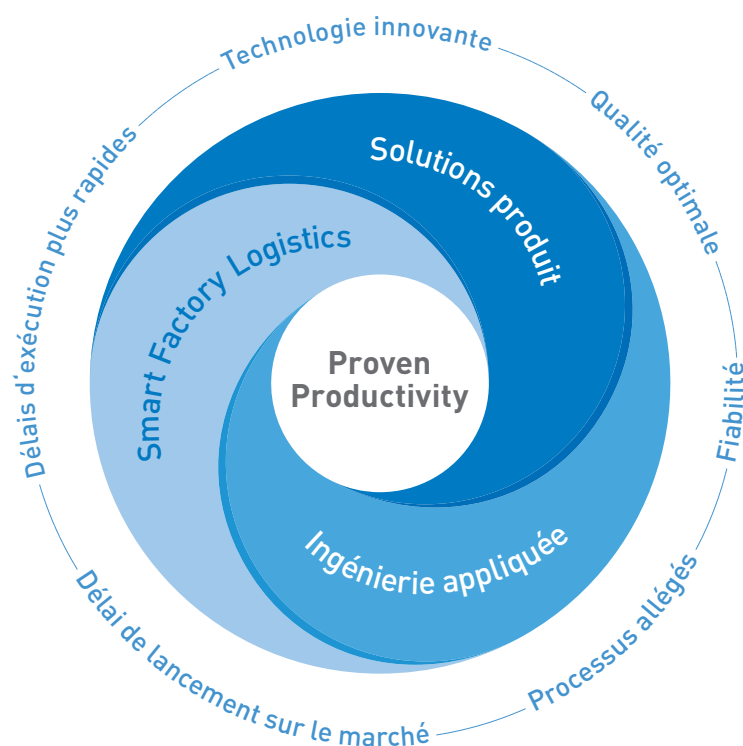 Technologie innovante
Qualité optimale
Fiabilité
Processus allégés
Délai de lancement sur le marché
Délais d‘exécution plus rapides
Solutions produit
Smart Factory Logistics
Ingénierie appliquée
Proven
Productivity